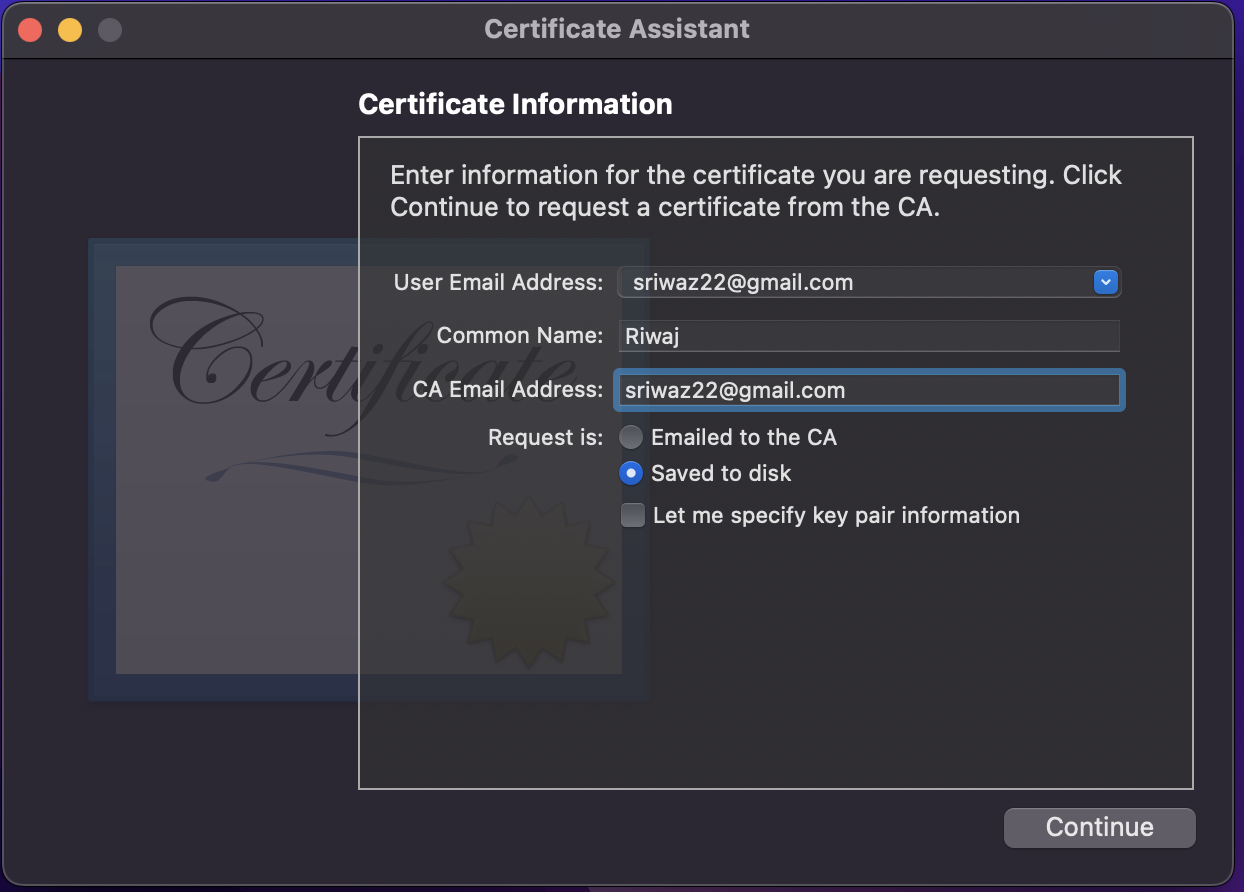 Certificate Assistant
Certificate Information
Enter information for the certificate you are requesting. Click
Continue to request a certificate from the CA.
User Email Address: sriwaz22@gmail.com
Common Name: Riwaj
CA Email Address: sriwaz22@gmail.com
Request is: Emailed to the CA
Saved to disk
Let me specify key pair information
Certificate
Continue